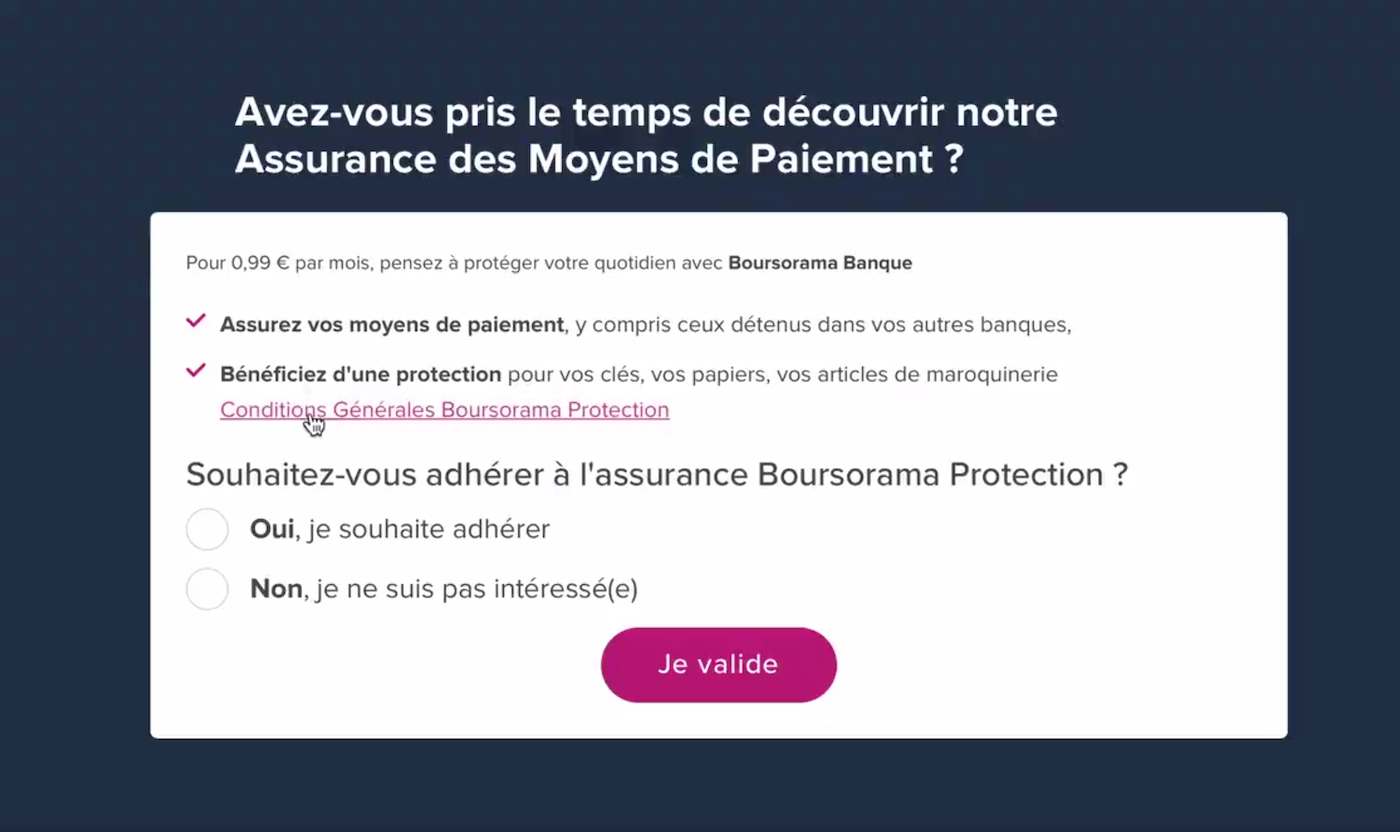 Avez-vous pris le temps de découvrir notre
Assurance des Moyens de Paiement ?
Pour 0,99 € par mois, pensez à protéger votre quotidien avec Boursorama Banque
Assurez vos moyens de paiement, y compris ceux détenus dans vos autres banques,
Bénéficiez d'une protection pour vos clés, vos papiers, vos articles de maroquinerie
Conditions Générales Boursorama Protection
Souhaitez-vous adhérer à l'assurance Boursorama Protection ?
Oui, je souhaite adhérer
Non, je ne suis pas intéressé(e)
Je valide